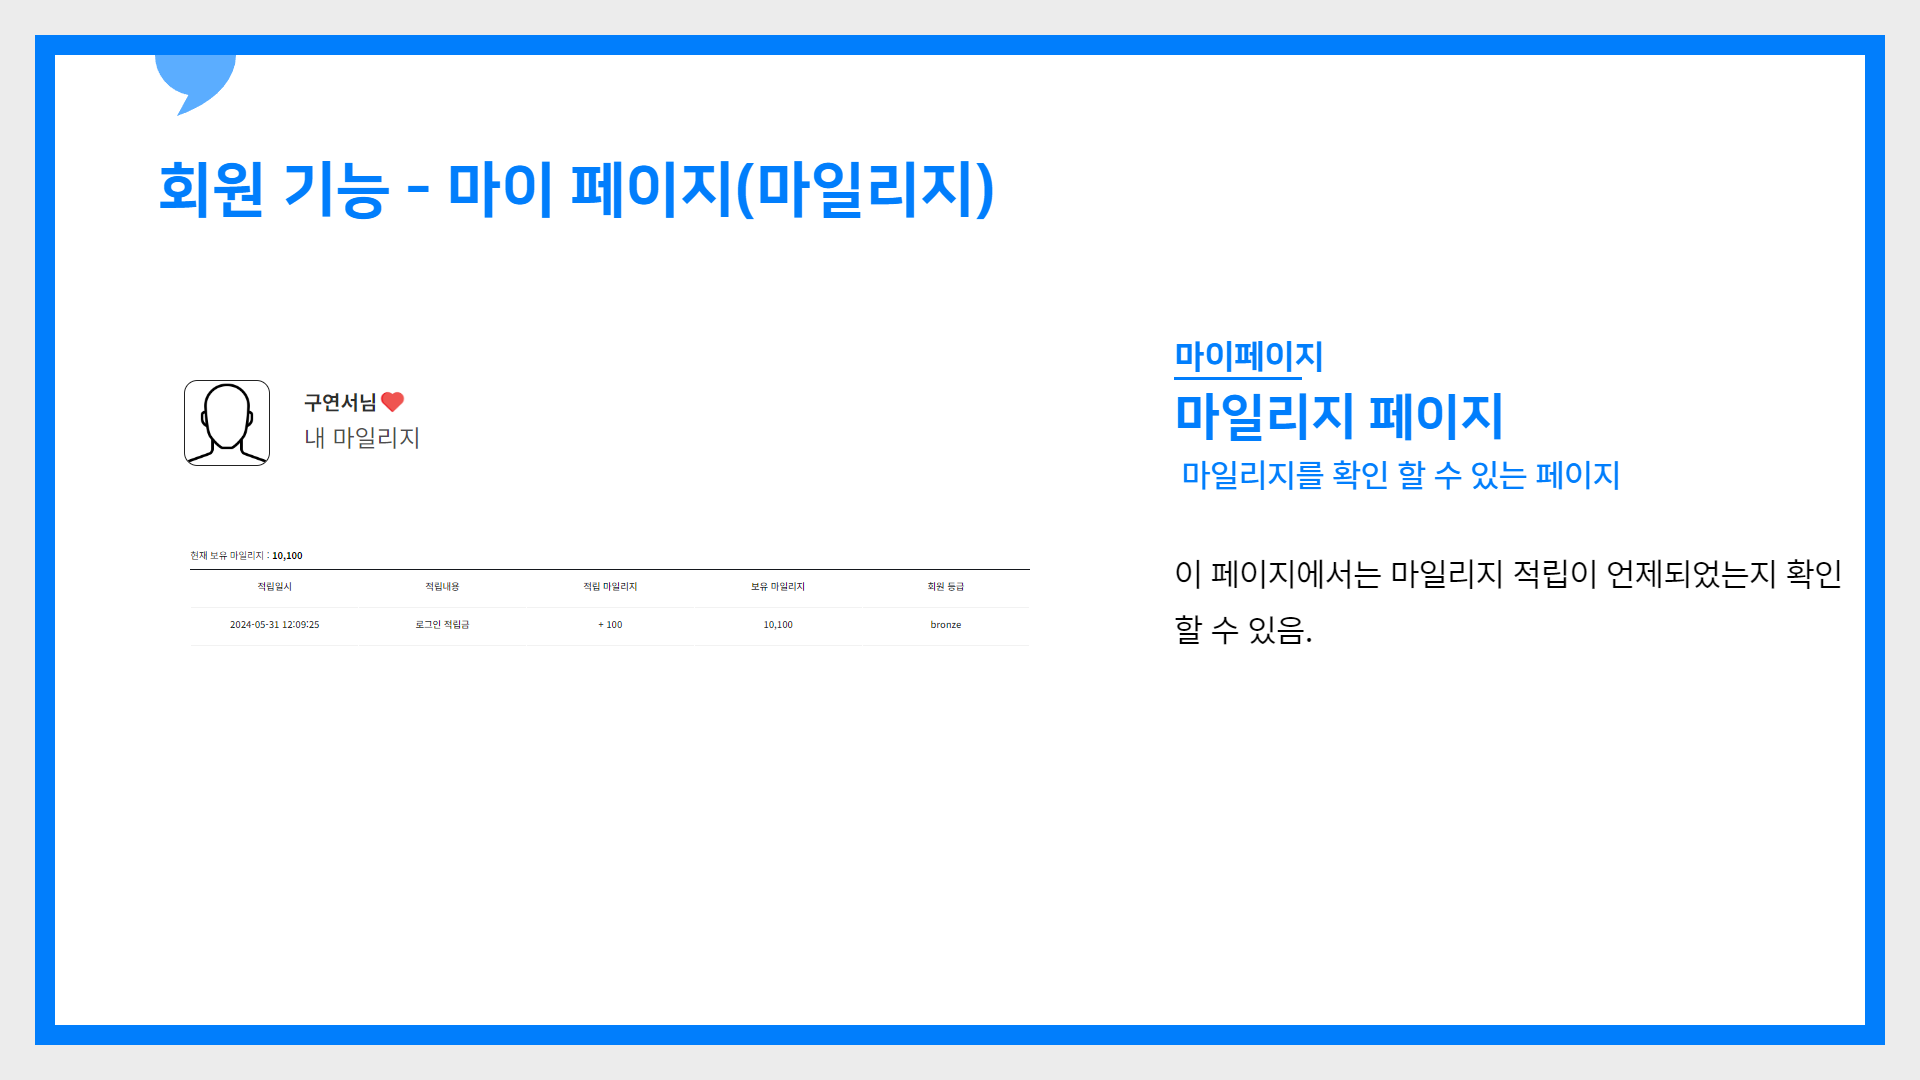 회원 기능 - 마이 페이지(마일리지)
구연서님
내 마일리지
현재 보유 마일리지 : 10,100
적립일시 적립내용 적립 마일리지 보유 마일리지 회원 등급
2024-05-31 12:09:25 로그인 적립금 + 100 10,100 bronze
마이페이지
마일리지 페이지
마일리지를 확인 할 수 있는 페이지
이 페이지에서는 마일리지 적립이 언제되었는지 확인
할 수 있음.